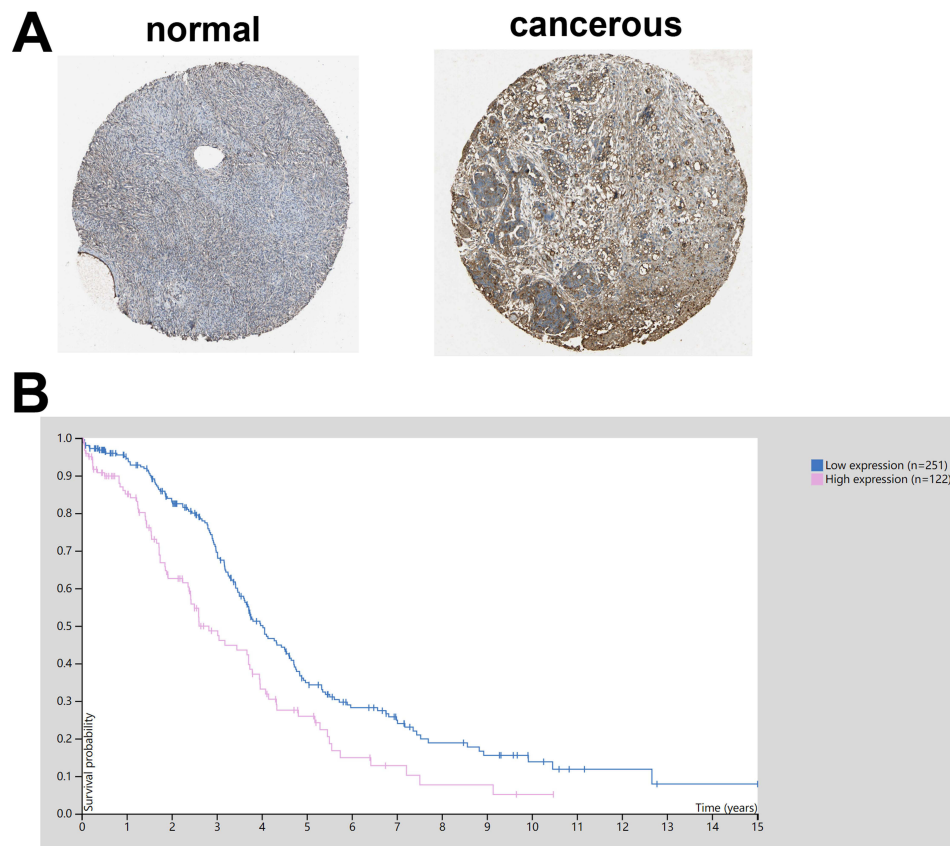 A
normal
cancerous
B
1.0
0.9
0.8
0.7
0.6
0.5
0.4
0.3
0.2
0.1
0.0
Survival probability
Low expression (n=251)
High expression (n=122)
Time (years)
0 1 2 3 4 5 6 7 8 9 10 11 12 13 14 15